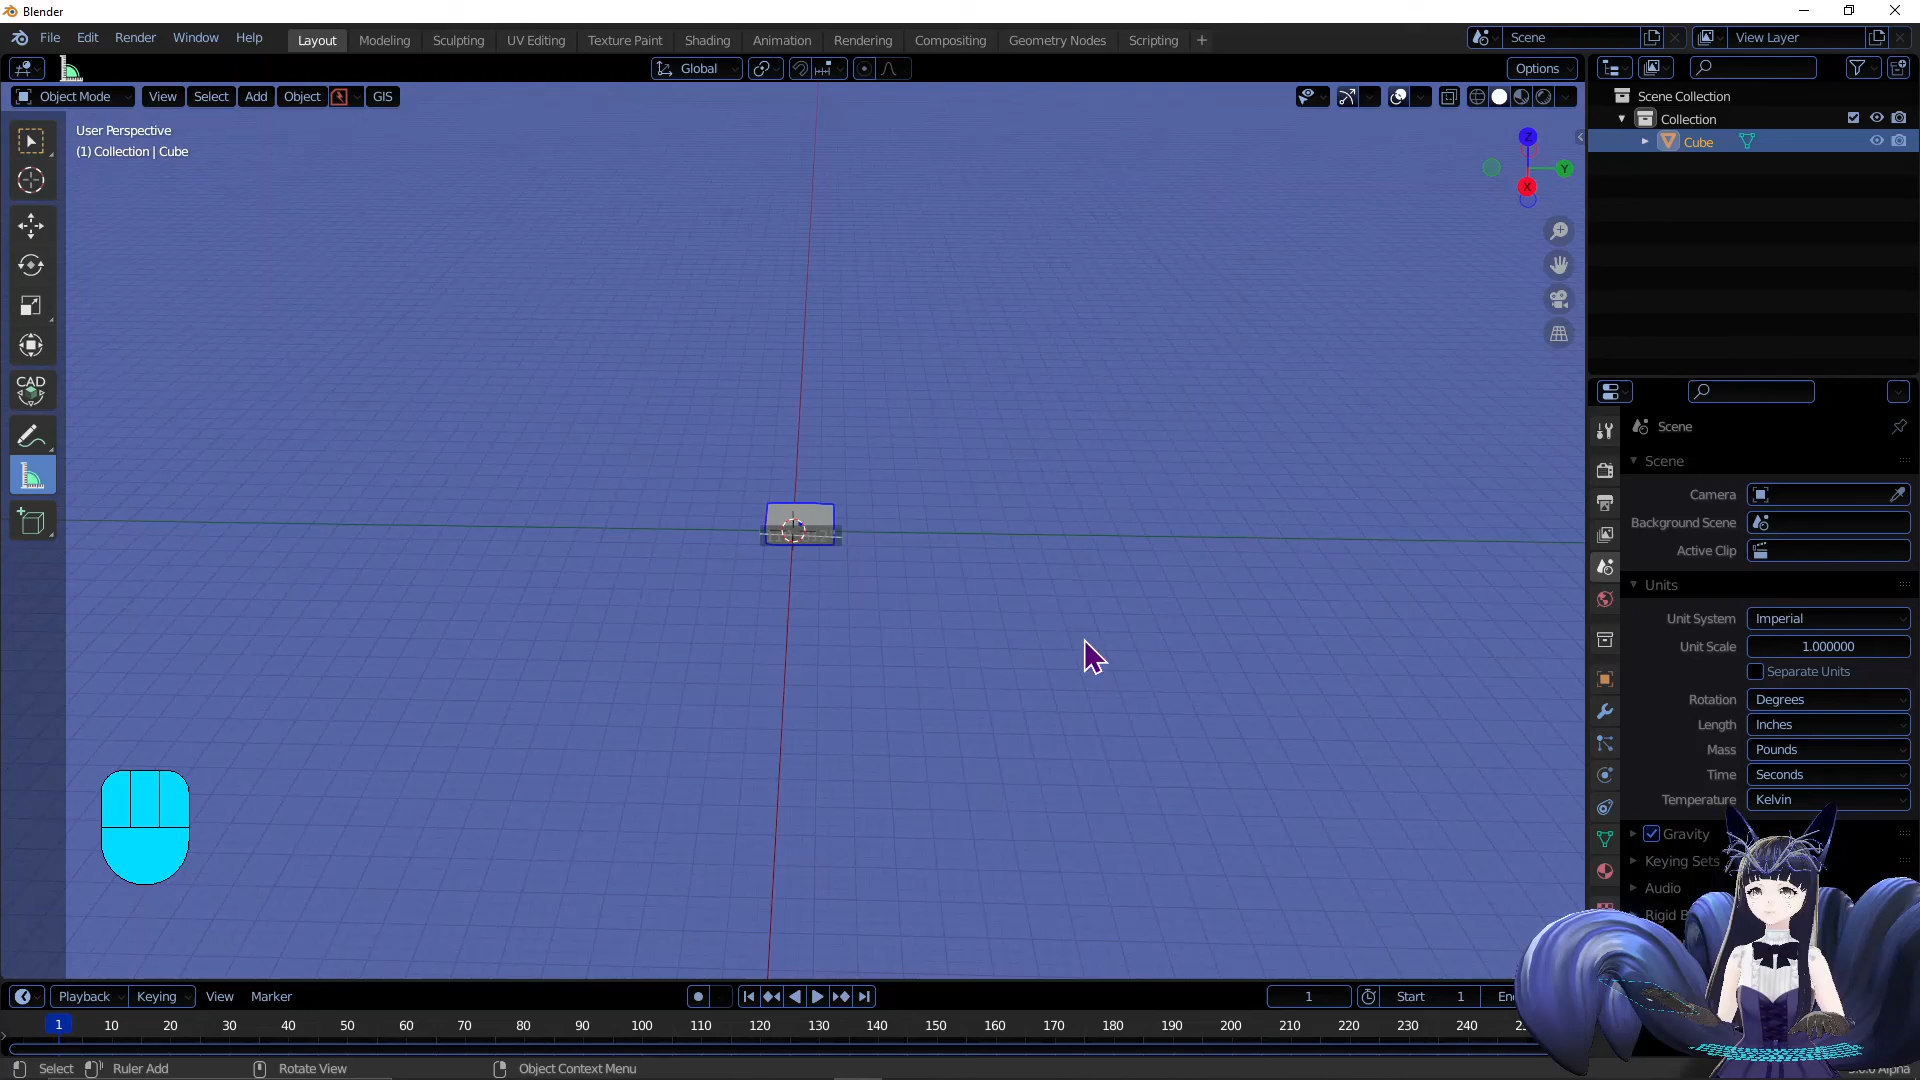 Blender
File Edit Render Window Help Layout Modeling Sculpting UV Editing Texture Paint Shading Animation Rendering Compositing Geometry Nodes Scripting + Scene View Layer
Global Options
Object Mode View Select Add Object GIS
User Perspective
(1) Collection | Cube
Z
Y
X
CAD
Scene Collection
Collection
Cube
Scene
Scene
Camera
Background Scene
Active Clip
Units
Unit System Imperial
Unit Scale 1.000000
Separate Units
Rotation Degrees
Length Inches
Mass Pounds
Time Seconds
Temperature Kelvin
Gravity
Keying Sets
Audio
Rigid
Playback Keying View Marker 1 Start 1
1 10 20 30 40 50 60 70 80 90 100 110 120 130 140 150 160 170 180 190 200 210 220 230 240
Select Ruler Add Rotate View Object Context Menu Alpha